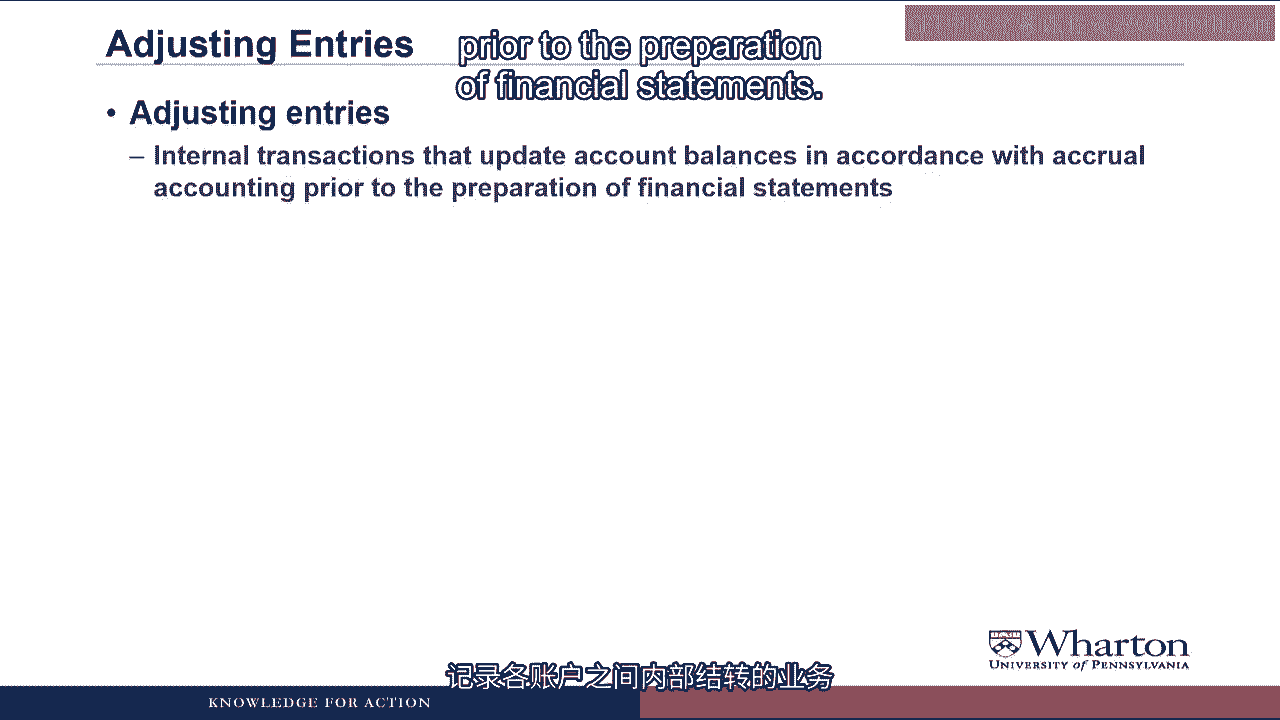 Adjusting Entries
prior to the preparation
of financial statements.
• Adjusting entries
– Internal transactions that update account balances in accordance with accrual
accounting prior to the preparation of financial statements
Wharton
UNIVERSITY of PENNSYLVANIA
记录各账户之间内部结转的业务
KNOWLEDGE FOR ACTION